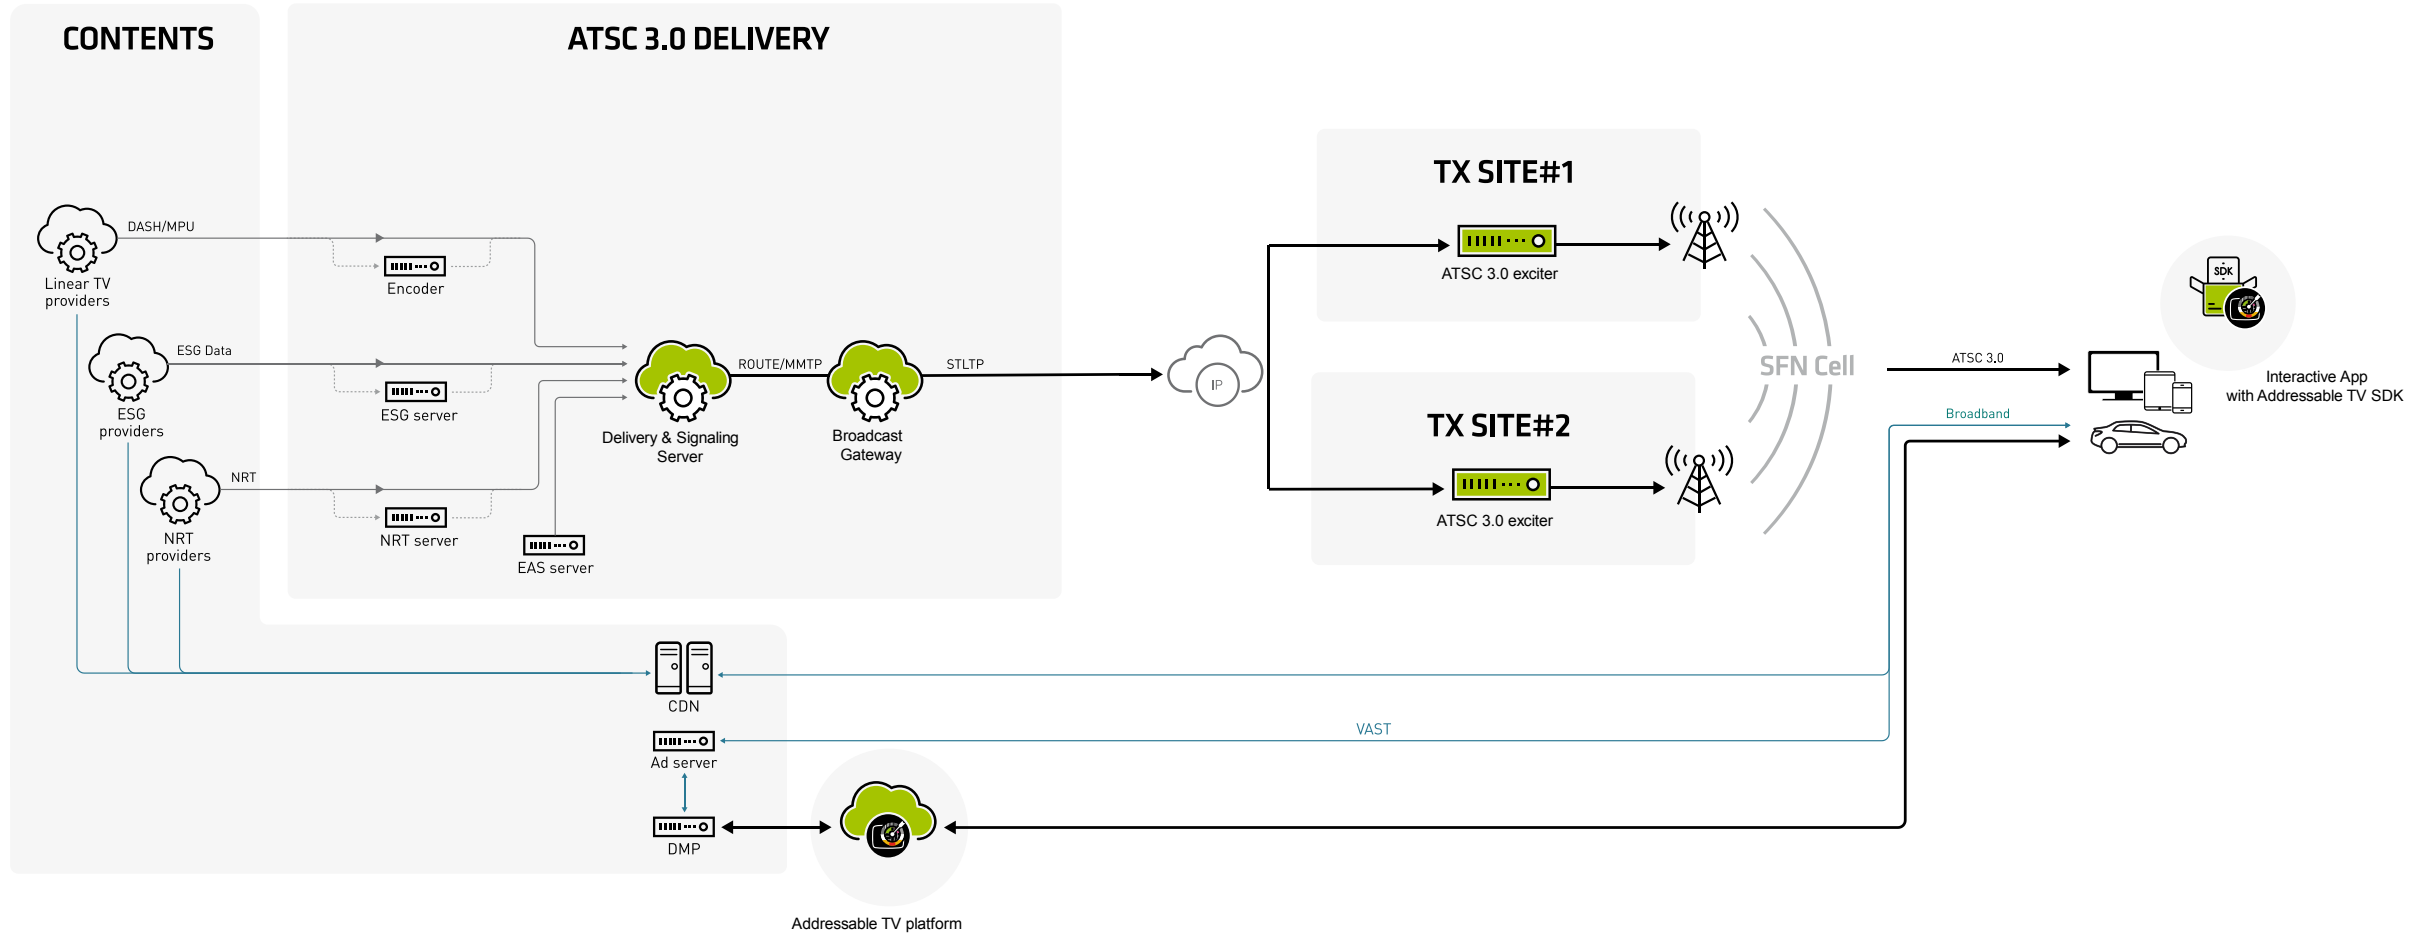 CONTENTS
ATSC 3.0 DELIVERY
TX SITE#1
DASH/MPU
Linear TV
providers
Encoder
ATSC 3.0 exciter
SDK
ESG Data
ESG
providers
ESG server
ROUTE/MMTP
STLTP
Delivery & Signaling
Server
Broadcast
Gateway
IP
SFN Cell
ATSC 3.0
Interactive App
with Addressable TV SDK
Broadband
TX SITE#2
NRT
NRT
providers
NRT server
EAS server
ATSC 3.0 exciter
CDN
VAST
Ad server
DMP
Addressable TV platform